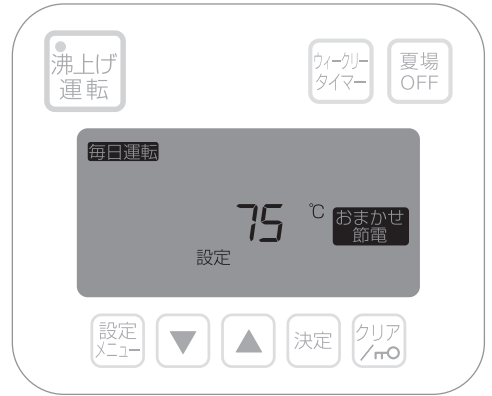 沸上げ
運転
ウィークリー
タイマー
夏場
OFF
毎日運転
75 ℃
おまかせ
節電
設定
設定
メニュー
▼
▲
決定
クリア
/